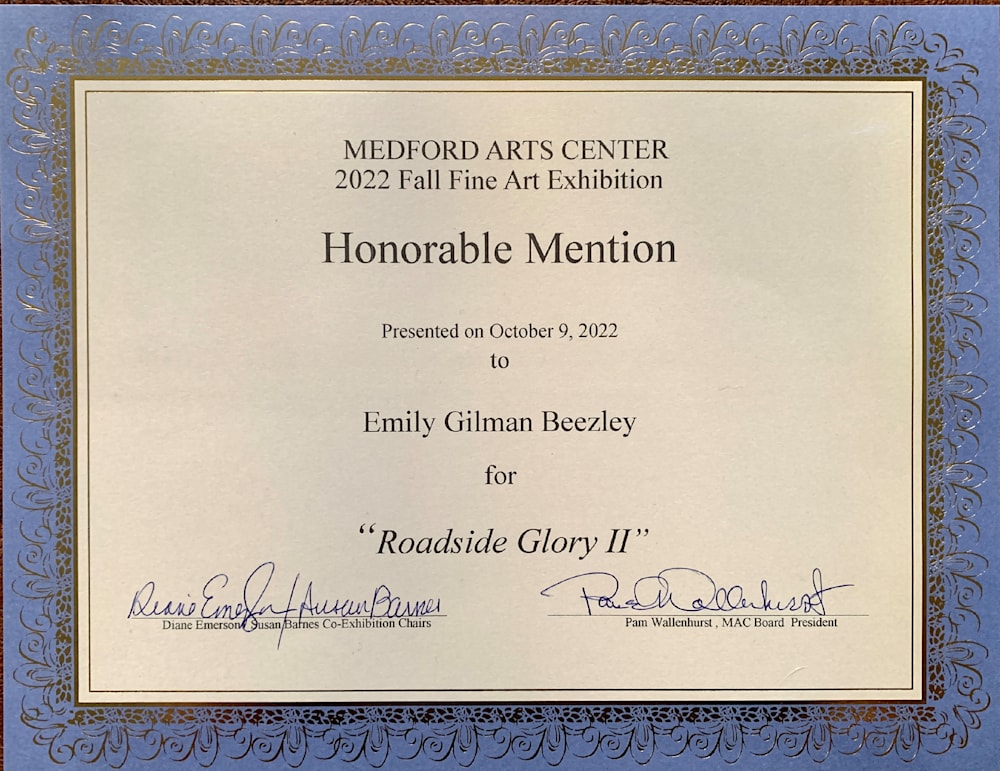 MEDFORD ARTS CENTER
2022 Fall Fine Art Exhibition
Honorable Mention
Presented on October 9, 2022
to
Emily Gilman Beezley
for
“Roadside Glory II”
Diane Emerson/Susan Barnes
Pam Wallenhurst
Diane Emerson/Susan Barnes Co-Exhibition Chairs
Pam Wallenhurst , MAC Board President